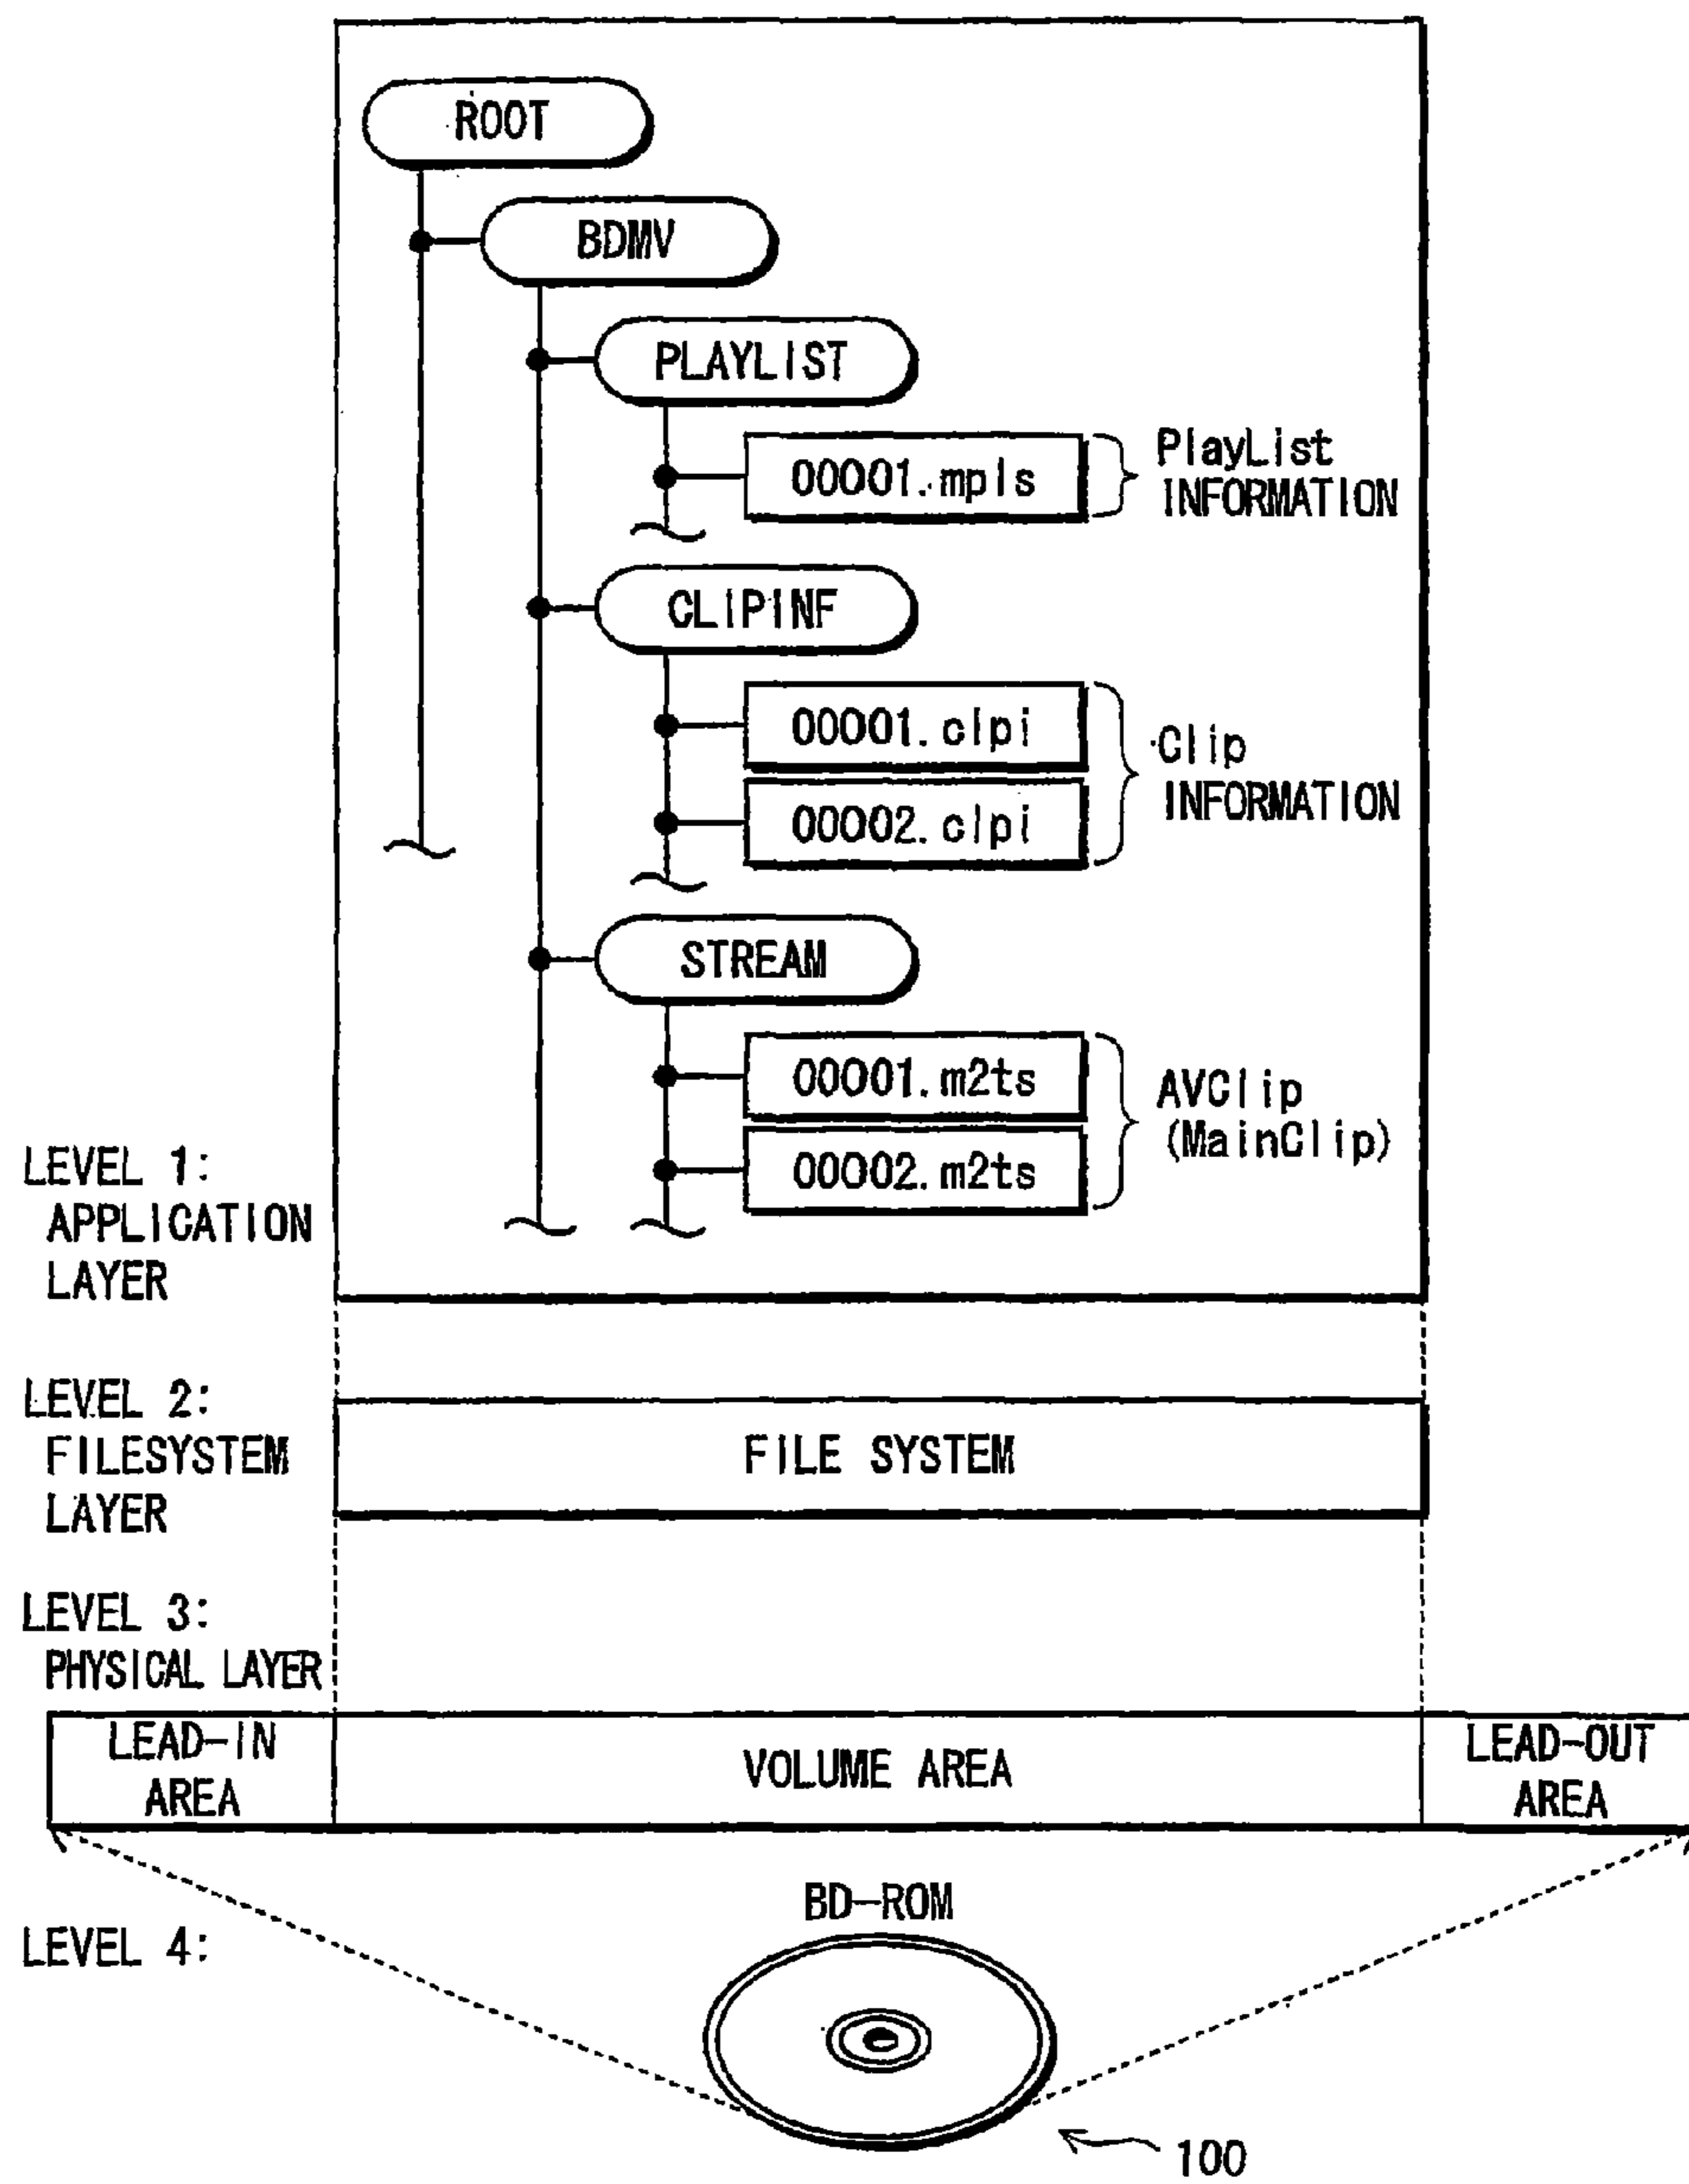 ROOT
BDMV
PLAYLIST
00001.mpls
PlayList
INFORMATION
CLIPINF
00001.clpi
00002.clpi
Clip
INFORMATION
STREAM
00001.m2ts
00002.m2ts
AVClip
(MainClip)
LEVEL 1:
APPLICATION
LAYER
LEVEL 2:
FILESYSTEM
LAYER
FILE SYSTEM
LEVEL 3:
PHYSICAL LAYER
LEAD-IN
AREA
VOLUME AREA
LEAD-OUT
AREA
BD-ROM
LEVEL 4:
100